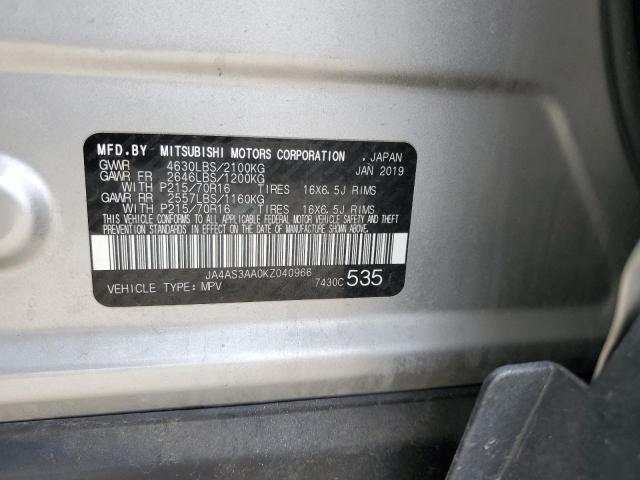 MFD.BY MITSUBISHI MOTORS CORPORATION , JAPAN
GVWR 4630LBS/2100KG JAN 2019
GAWR FR 2646LBS/1200KG
WITH P215/70R16 TIRES 16X6.5J RIMS
GAWR RR 2557LBS/1160KG
WITH P215/70R16 TIRES 16X6.5J RIMS
THIS VEHICLE CONFORMS TO ALL APPLICABLE FEDERAL MOTOR VEHICLE SAFETY AND THEFT
PREVENTION STANDARDS IN EFFECT ON THE DATE OF MANUFACTURE SHOWN ABOVE.
JA4AS3AA0KZ040966
VEHICLE TYPE: MPV 7430C 535